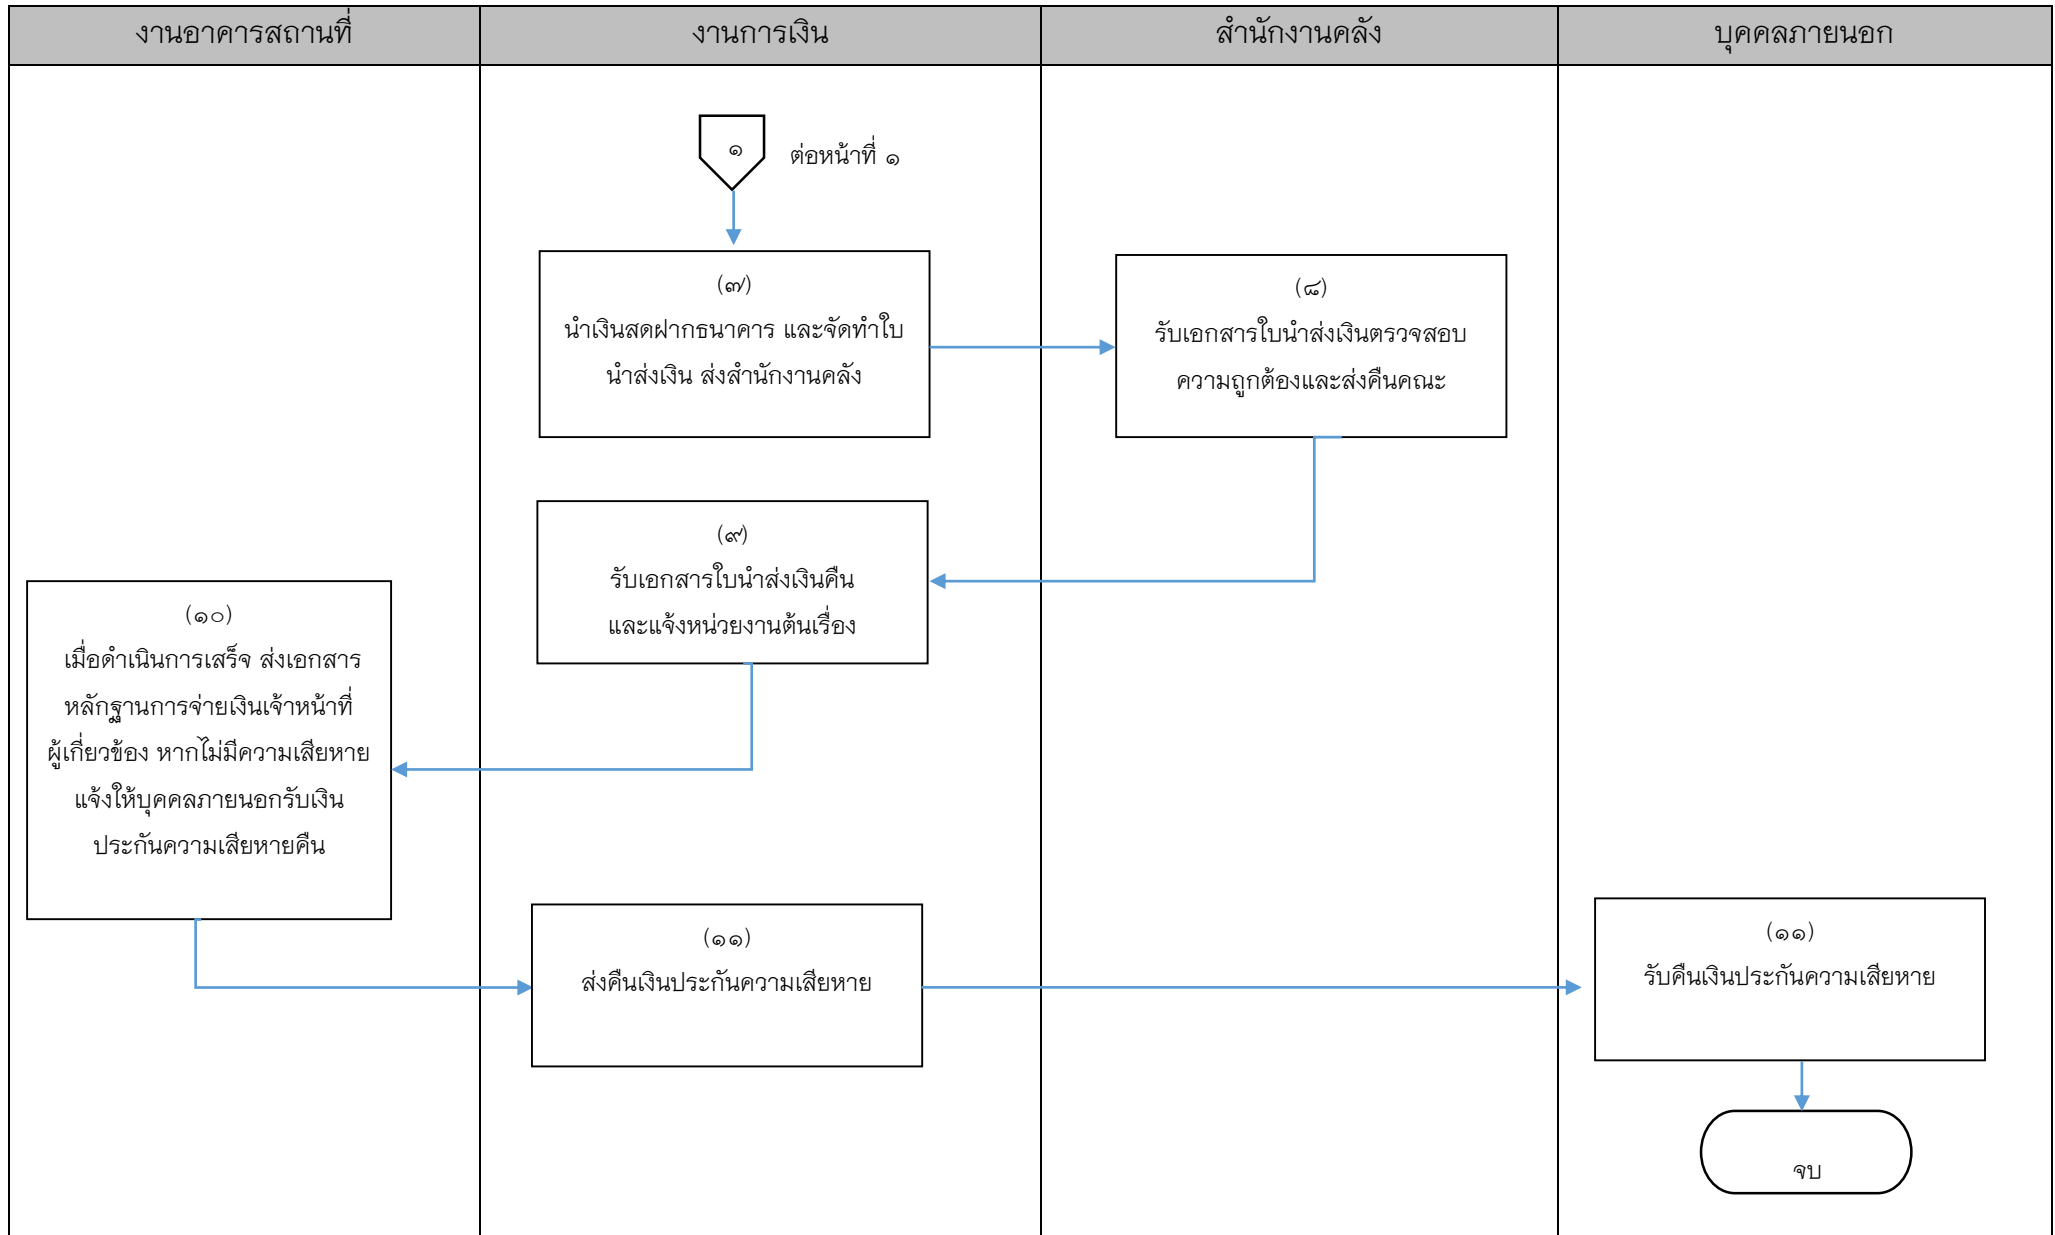 งานอาคารสถานที่
งานการเงิน
สำนักงานคลัง
บุคคลภายนอก
๑
ต่อหน้าที่ ๑
(๗)
นำเงินสดฝากธนาคาร และจัดทำใบ
นำส่งเงิน ส่งสำนักงานคลัง
(๘)
รับเอกสารใบนำส่งเงินตรวจสอบ
ความถูกต้องและส่งคืนคณะ
(๙)
รับเอกสารใบนำส่งเงินคืน
และแจ้งหน่วยงานต้นเรื่อง
(๑๐)
เมื่อดำเนินการเสร็จ ส่งเอกสาร
หลักฐานการจ่ายเงินเจ้าหน้าที่
ผู้เกี่ยวข้อง หากไม่มีความเสียหาย
แจ้งให้บุคคลภายนอกรับเงิน
ประกันความเสียหายคืน
(๑๑)
ส่งคืนเงินประกันความเสียหาย
(๑๑)
รับคืนเงินประกันความเสียหาย
จบ